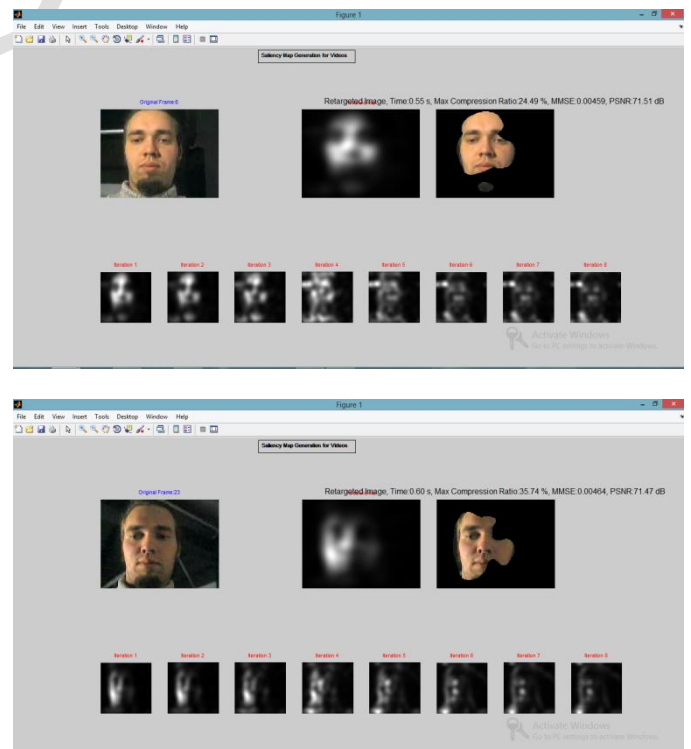 Figure 1
File Edit View Insert Tools Desktop Window Help
Saliency Map Generation for Videos
Original Frame:6
Retargeted Image, Time:0.55 s, Max Compression Ratio:24.49 %, MMSE:0.00459, PSNR:71.51 dB
Iteration 1 Iteration 2 Iteration 3 Iteration 4 Iteration 5 Iteration 6 Iteration 7 Iteration 8
Activate Windows
Go to PC settings to activate Windows.
Figure 1
File Edit View Insert Tools Desktop Window Help
Saliency Map Generation for Videos
Original Frame:23
Retargeted Image, Time:0.60 s, Max Compression Ratio:35.74 %, MMSE:0.00464, PSNR:71.47 dB
Iteration 1 Iteration 2 Iteration 3 Iteration 4 Iteration 5 Iteration 6 Iteration 7 Iteration 8
Activate Windows
Go to PC settings to activate Windows.